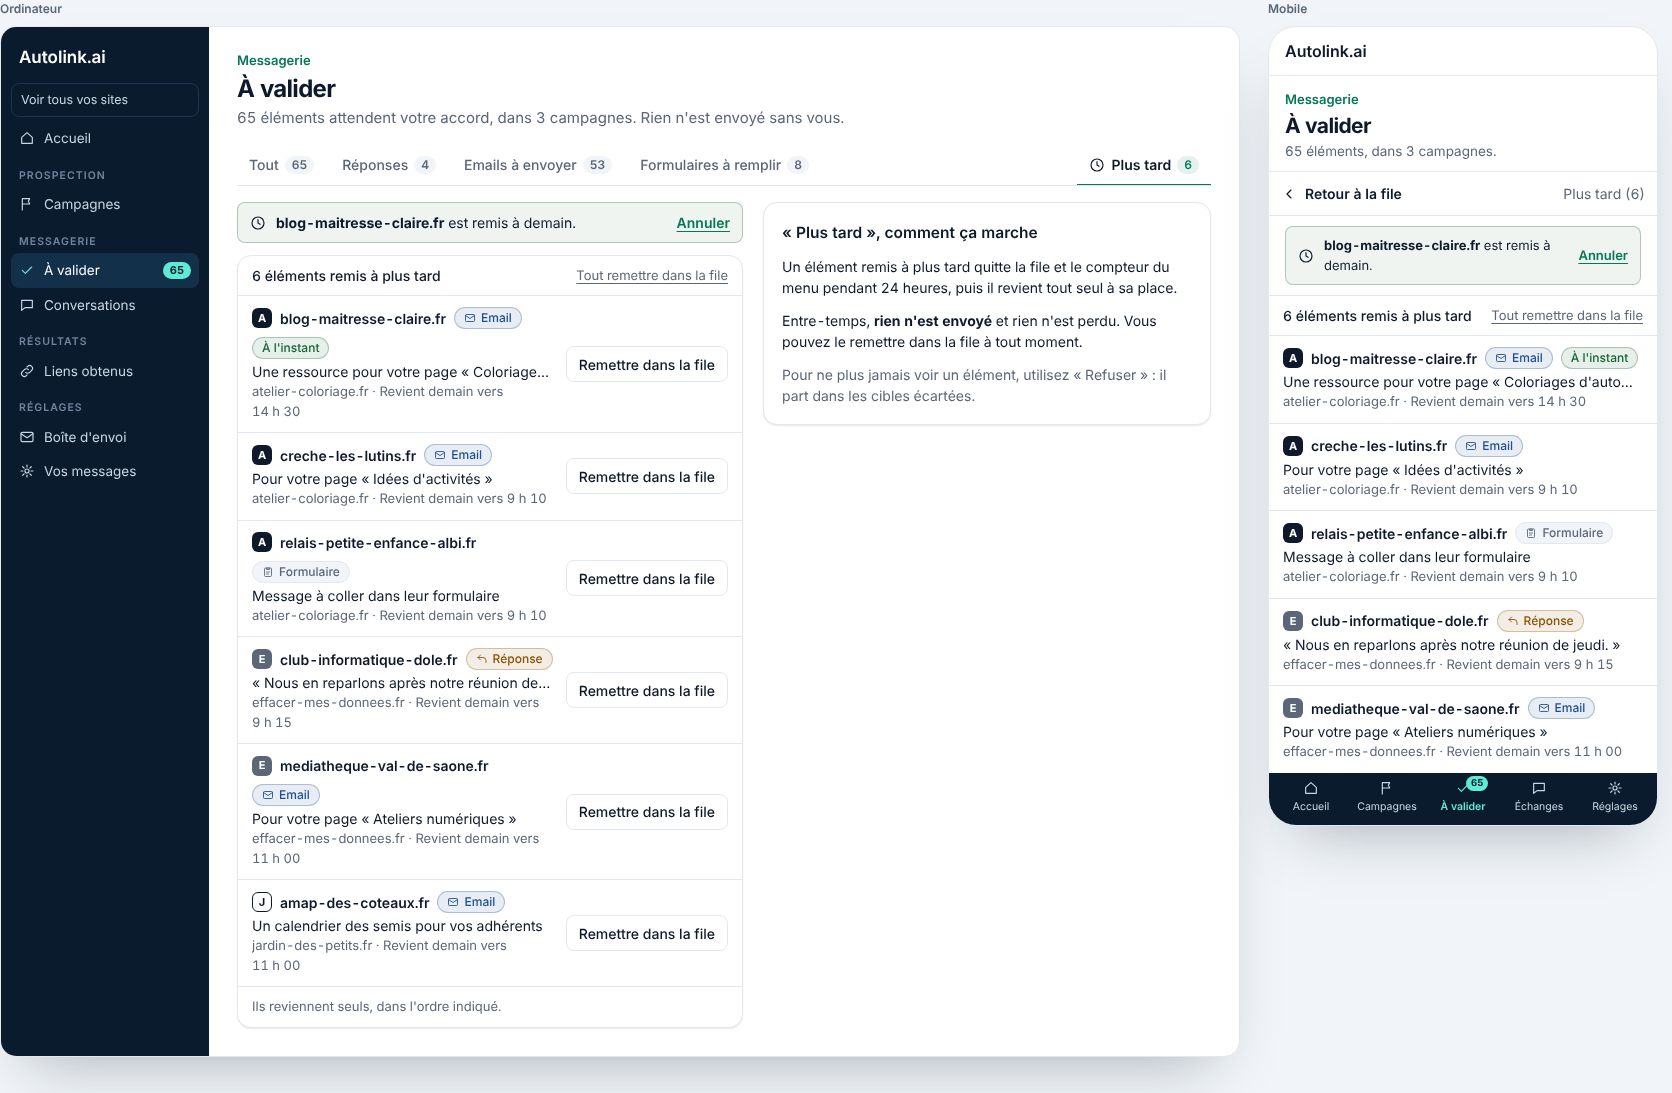 Ordinateur
Autolink.ai
Voir tous vos sites
Accueil
PROSPECTION
Campagnes
MESSAGERIE
À valider 65
Conversations
RÉSULTATS
Liens obtenus
RÉGLAGES
Boîte d'envoi
Vos messages
Messagerie
À valider
65 éléments attendent votre accord, dans 3 campagnes. Rien n'est envoyé sans vous.
Tout 65 Réponses 4 Emails à envoyer 53 Formulaires à remplir 8 Plus tard 6
blog-maitresse-claire.fr est remis à demain. Annuler
6 éléments remis à plus tard Tout remettre dans la file
A blog-maitresse-claire.fr Email
À l'instant
Une ressource pour votre page « Coloriage...
atelier-coloriage.fr · Revient demain vers
14 h 30
Remettre dans la file
A creche-les-lutins.fr Email
Pour votre page « Idées d'activités »
atelier-coloriage.fr · Revient demain vers 9 h 10
Remettre dans la file
A relais-petite-enfance-albi.fr
Formulaire
Message à coller dans leur formulaire
atelier-coloriage.fr · Revient demain vers 9 h 10
Remettre dans la file
E club-informatique-dole.fr Réponse
« Nous en reparlons après notre réunion de...
effacer-mes-donnees.fr · Revient demain vers
9 h 15
Remettre dans la file
E mediatheque-val-de-saone.fr
Email
Pour votre page « Ateliers numériques »
effacer-mes-donnees.fr · Revient demain vers
11 h 00
Remettre dans la file
J amap-des-coteaux.fr Email
Un calendrier des semis pour vos adhérents
jardin-des-petits.fr · Revient demain vers
11 h 00
Remettre dans la file
Ils reviennent seuls, dans l'ordre indiqué.
« Plus tard », comment ça marche
Un élément remis à plus tard quitte la file et le compteur du
menu pendant 24 heures, puis il revient tout seul à sa place.
Entre-temps, rien n'est envoyé et rien n'est perdu. Vous
pouvez le remettre dans la file à tout moment.
Pour ne plus jamais voir un élément, utilisez « Refuser » : il
part dans les cibles écartées.
Mobile
Autolink.ai
Messagerie
À valider
65 éléments, dans 3 campagnes.
Retour à la file Plus tard (6)
blog-maitresse-claire.fr est remis à
demain.
Annuler
6 éléments remis à plus tard Tout remettre dans la file
A blog-maitresse-claire.fr Email À l'instant
Une ressource pour votre page « Coloriages d'auto...
atelier-coloriage.fr · Revient demain vers 14 h 30
A creche-les-lutins.fr Email
Pour votre page « Idées d'activités »
atelier-coloriage.fr · Revient demain vers 9 h 10
A relais-petite-enfance-albi.fr Formulaire
Message à coller dans leur formulaire
atelier-coloriage.fr · Revient demain vers 9 h 10
E club-informatique-dole.fr Réponse
« Nous en reparlons après notre réunion de jeudi. »
effacer-mes-donnees.fr · Revient demain vers 9 h 15
E mediatheque-val-de-saone.fr Email
Pour votre page « Ateliers numériques »
effacer-mes-donnees.fr · Revient demain vers 11 h 00
65
Accueil Campagnes À valider Échanges Réglages